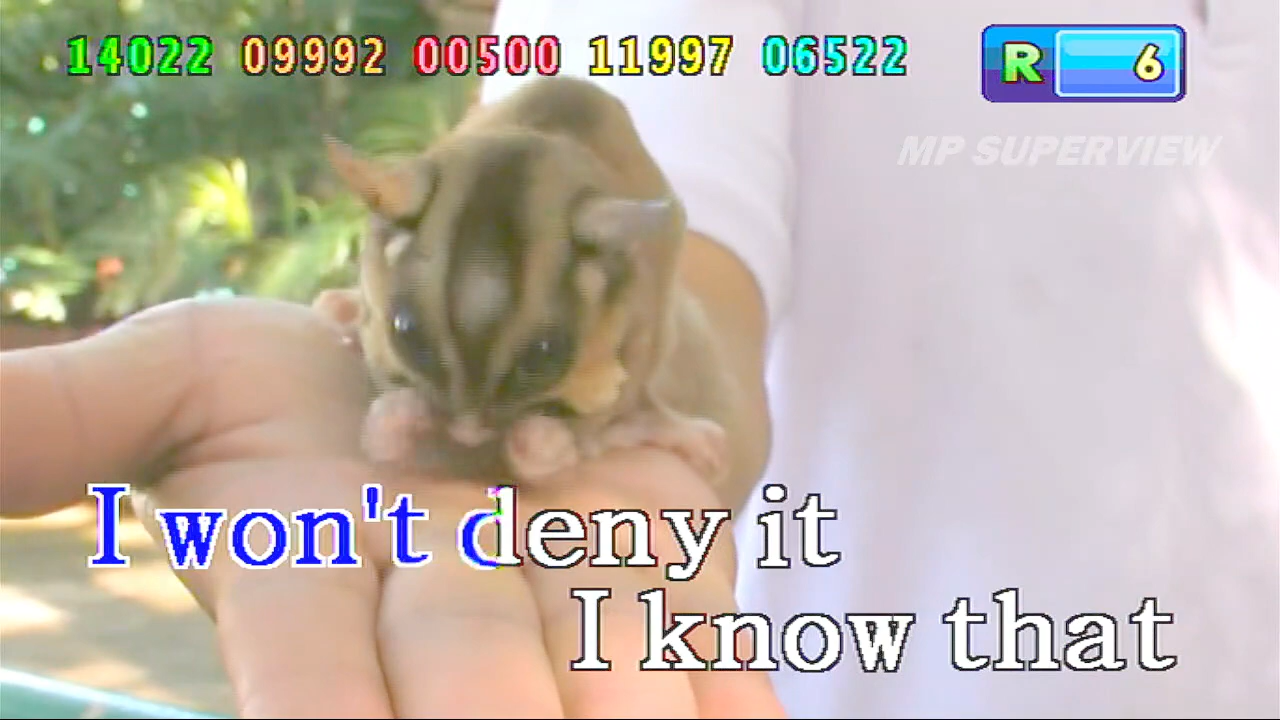 14022 09992 00500 11997 06522 R 6
MP SUPERVIEW
I won't deny it
I know that